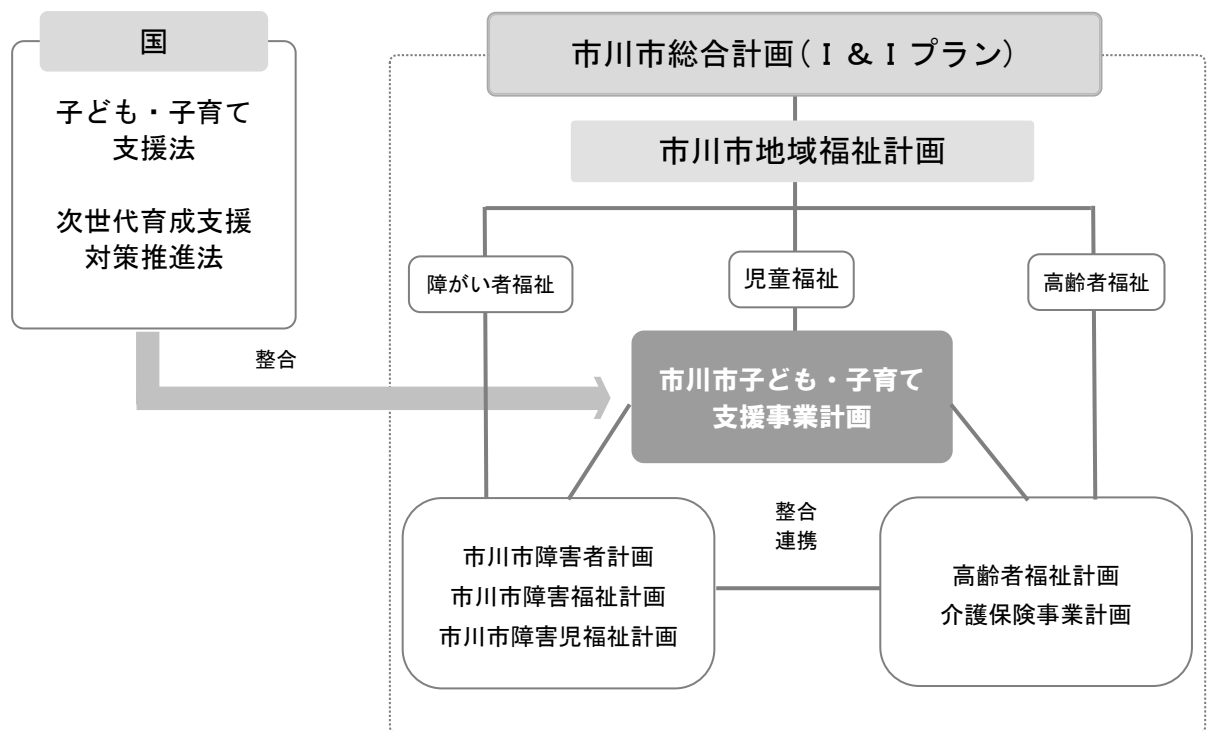 国
子ども・子育て
支援法
次世代育成支援
対策推進法
整合
市川市総合計画(Ⅰ & Ⅰ プラン)
市川市地域福祉計画
障がい者福祉
児童福祉
高齢者福祉
市川市子ども・子育て
支援事業計画
整合
連携
市川市障害者計画
市川市障害福祉計画
市川市障害児福祉計画
高齢者福祉計画
介護保険事業計画